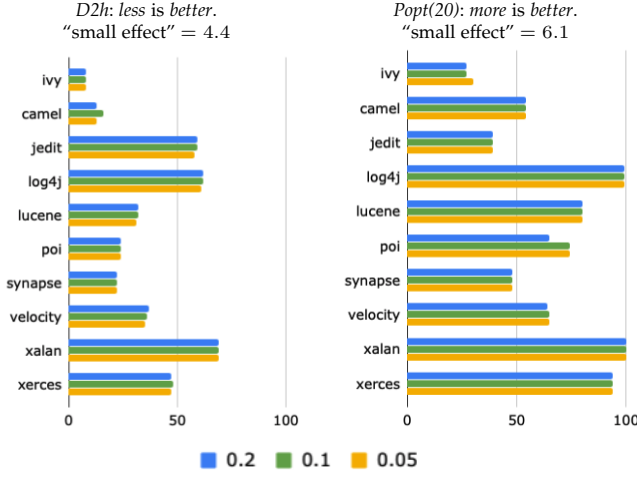 D2h: less is better.
“small effect” = 4.4
ivy
camel
jedit
log4j
lucene
poi
synapse
velocity
xalan
xerces
0 50 100
Popt(20): more is better.
“small effect” = 6.1
ivy
camel
jedit
log4j
lucene
poi
synapse
velocity
xalan
xerces
0 50 100
0.2 0.1 0.05